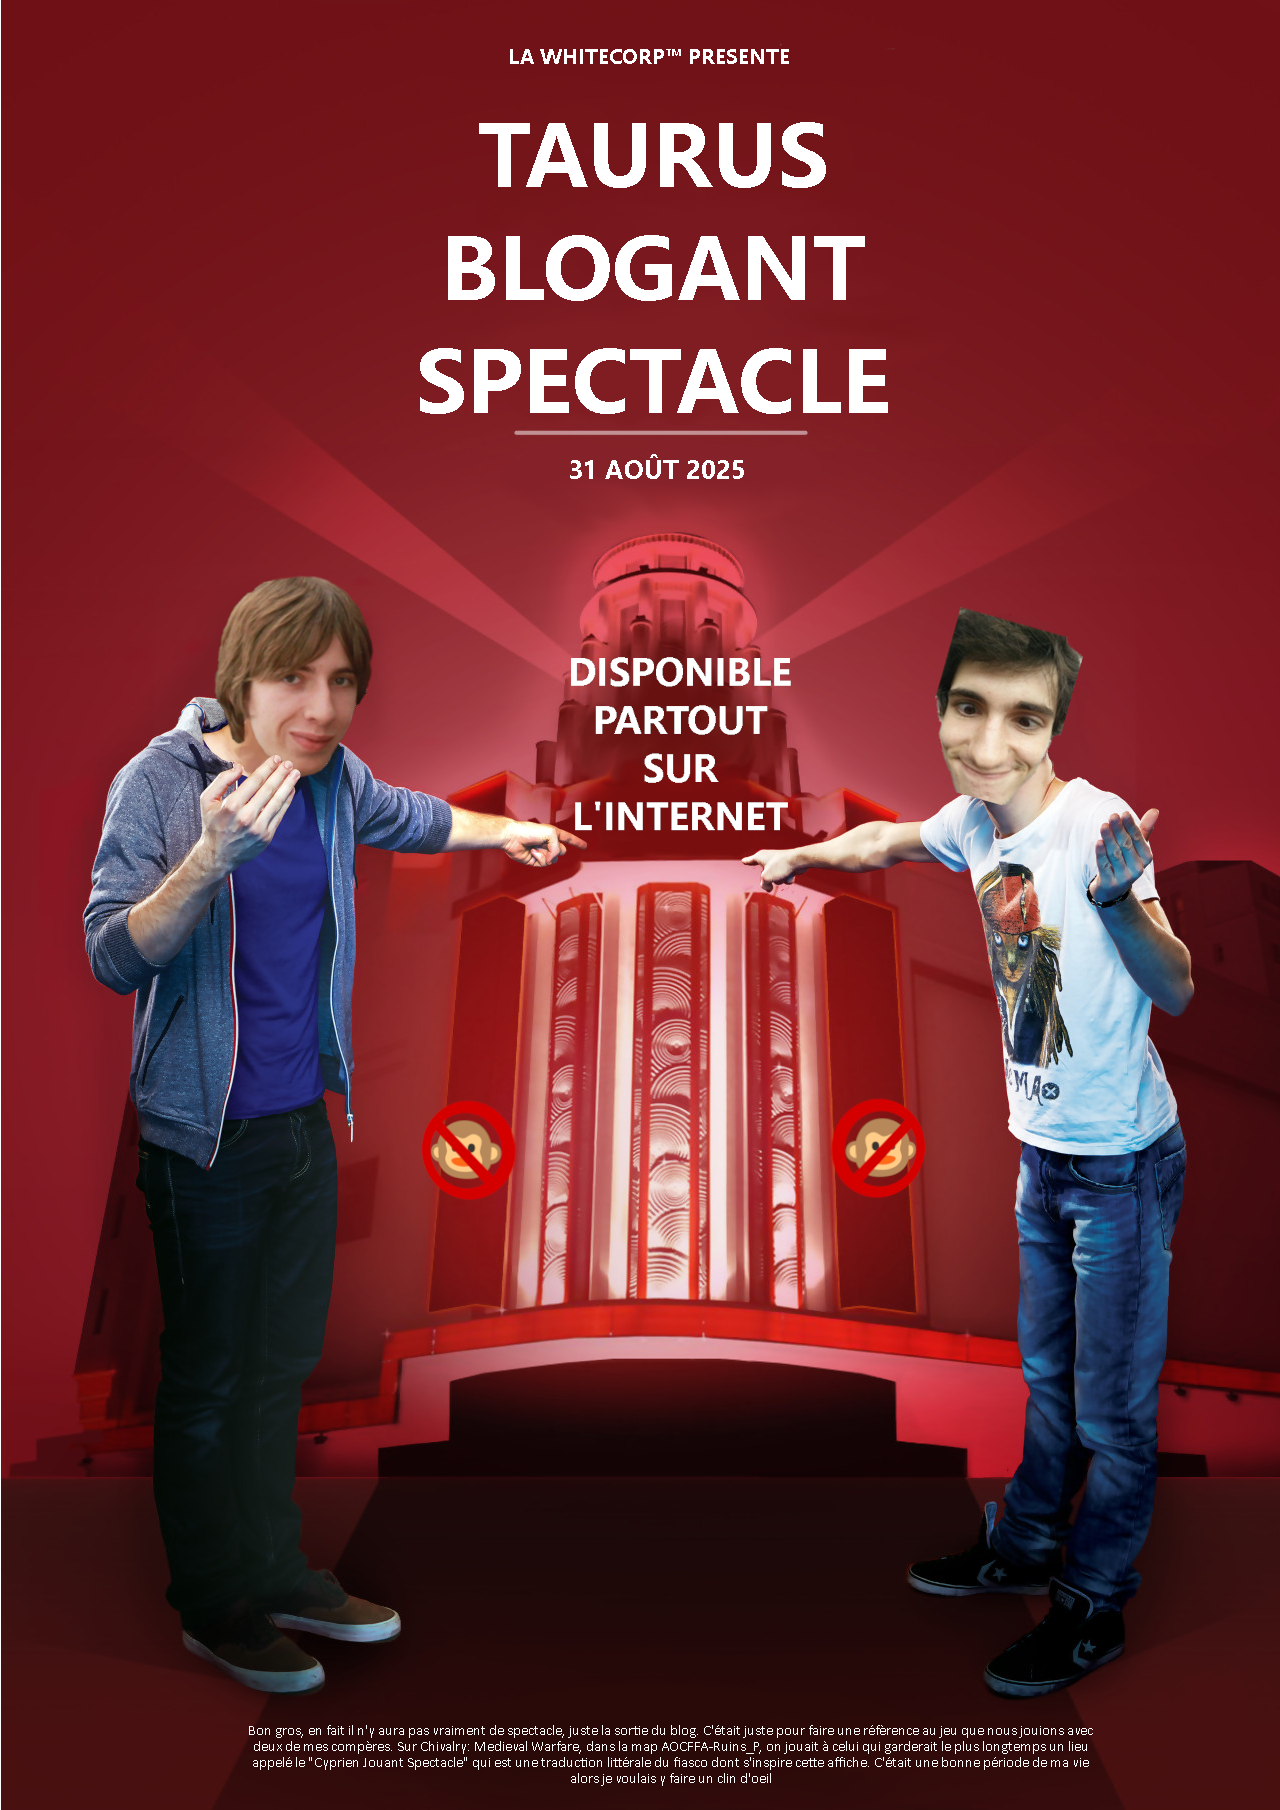 LA WHITECORP™ PRESENTE
TAURUS
BLOGANT
SPECTACLE
31 AOÛT 2025
DISPONIBLE
PARTOUT
SUR
L'INTERNET
Bon gros, en fait il n'y aura pas vraiment de spectacle, juste la sortie du blog. C'était juste pour faire une réfèrence au jeu que nous jouions avec
deux de mes compères. Sur Chivalry: Medieval Warfare, dans la map AOCFFA-Ruins_P, on jouait à celui qui garderait le plus longtemps un lieu
appelé le "Cyprien Jouant Spectacle" qui est une traduction littérale du fiasco dont s'inspire cette affiche. C'était une bonne période de ma vie
alors je voulais y faire un clin d'oeil